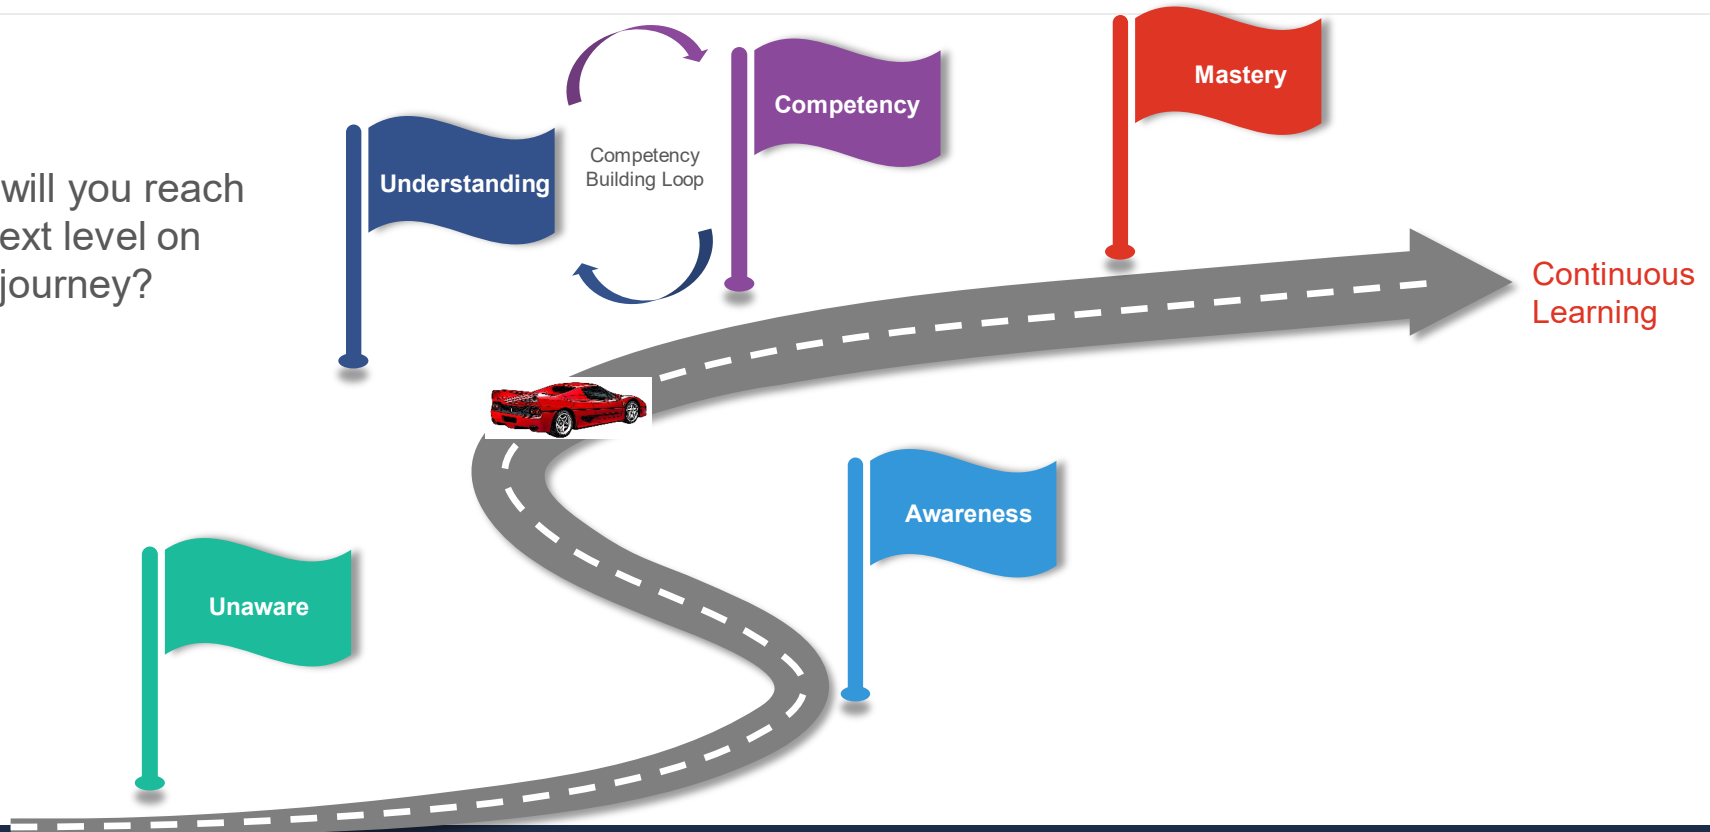 will you reach
ext level on
journey?
Understanding
Competency
Building Loop
Competency
Mastery
Continuous
Learning
Awareness
Unaware